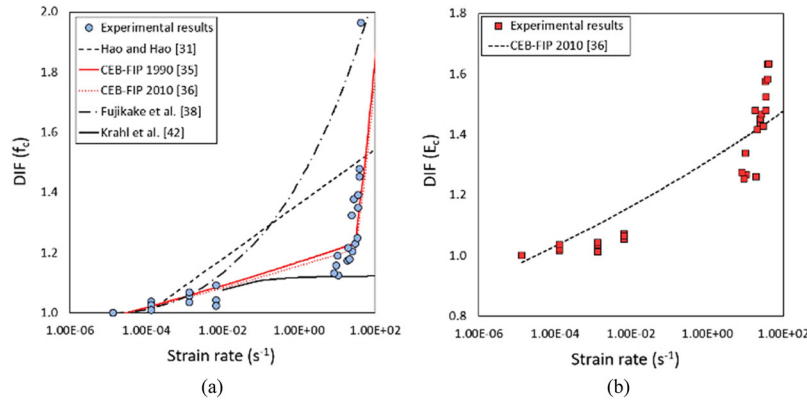 2.0
1.8
1.6
1.4
1.2
1.0
DIF (fc)
Experimental results
Hao and Hao [31]
CEB-FIP 1990 [35]
CEB-FIP 2010 [36]
Fujikake et al. [38]
Krahl et al. [42]
1.00E-06 1.00E-04 1.00E-02 1.00E+00 1.00E+02
Strain rate (s⁻¹)
(a)
1.8
1.6
1.4
1.2
1.0
0.8
DIF (Ec)
Experimental results
CEB-FIP 2010 [36]
1.00E-06 1.00E-04 1.00E-02 1.00E+00 1.00E+02
Strain rate (s⁻¹)
(b)